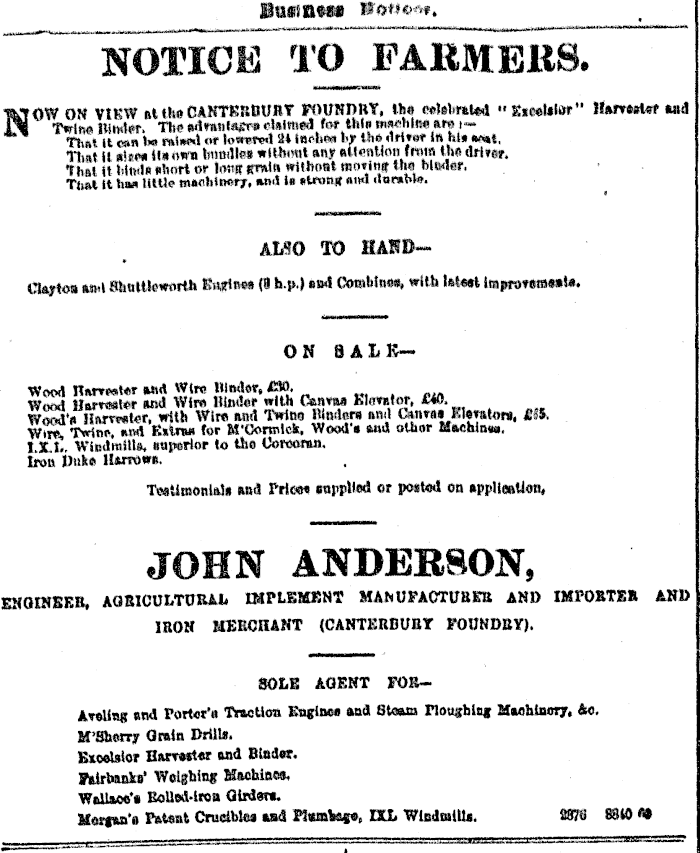 Business Notices.
NOTICE TO FARMERS.
NOW ON VIEW at the CANTERBURY FOUNDRY, the celebrated "Excelsior" Harvester and
Twine Binder. The advantages claimed for this machine are :—
That it can be raised or lowered 24 inches by the driver in his seat.
That it sizes its own bundles without any attention from the driver.
That it binds short or long grain without moving the binder.
That it has little machinery, and is strong and durable.
ALSO TO HAND—
Clayton and Shuttleworth Engines (8 h.p.) and Combines, with latest improvements.
ON SALE—
Wood Harvester and Wire Binder, £30.
Wood Harvester and Wire Binder with Canvas Elevator, £40.
Wood's Harvester, with Wire and Twine Binders and Canvas Elevators,
Wire, Twine, and Extras for M'Cormick, Wood's and other Machines.
I.X.L. Windmills, superior to the Corcoran.
Iron Duke Harrows.
Testimonials and Prices supplied or posted on application,
JOHN ANDERSON,
ENGINEER, AGRICULTURAL IMPLEMENT MANUFACTURER AND IMPORTER AND
IRON MERCHANT (CANTERBURY FOUNDRY).
SOLE AGENT FOR—
Aveling and Porter's Traction Engines and Steam Ploughing Machinery, &c.
M'Sherry Grain Drills.
Excelsior Harvester and Binder.
Fairbanks' Weighing Machines.
Wallace's Rolled-iron Girders.
Morgan's Patent Crucibles and Plumbago, IXL Windmills. 2876 8840